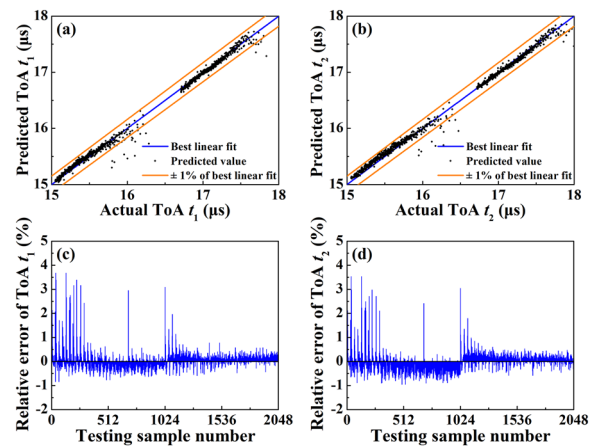 (a)
Predicted ToA t1 (μs)
18
17
16
15
15
16
17
18
Best linear fit
Predicted value
± 1% of best linear fit
Actual ToA t1 (μs)
(b)
Predicted ToA t2 (μs)
18
17
16
15
15
16
17
18
Best linear fit
Predicted value
± 1% of best linear fit
Actual ToA t2 (μs)
(c)
Relative error of ToA t1 (%)
5
4
3
2
1
0
-1
-2
0
512
1024
1536
2048
Testing sample number
(d)
Relative error of ToA t2 (%)
5
4
3
2
1
0
-1
-2
0
512
1024
1536
2048
Testing sample number